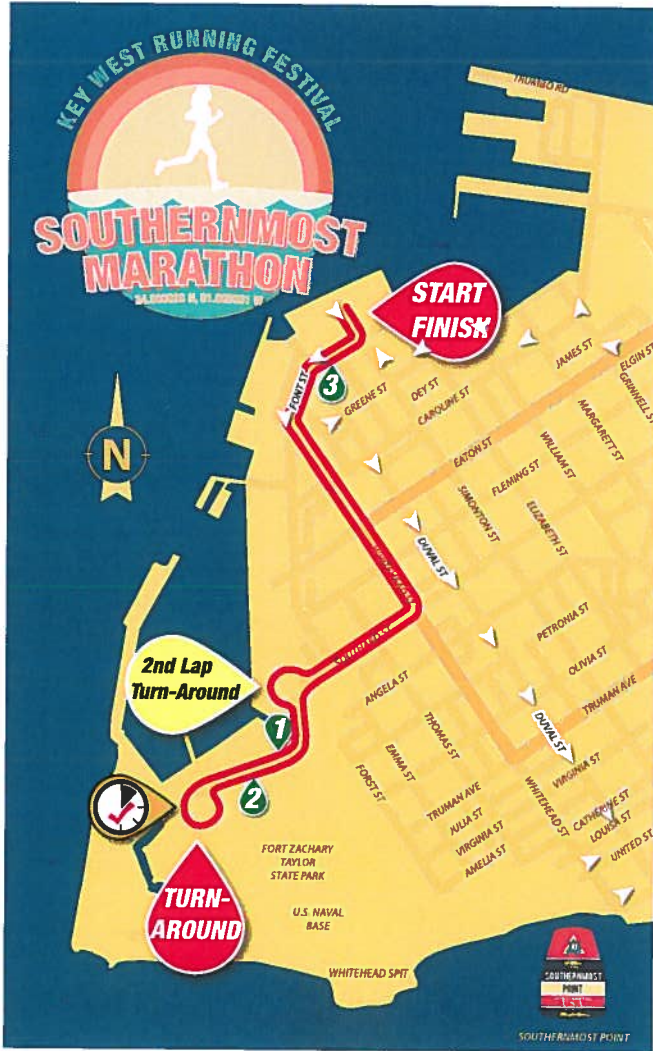 KEY WEST RUNNING FESTIVAL
SOUTHERNMOST
MARATHON
TRUMBO RD
START
FINISH
3
FONT ST
GREENE ST
DEY ST
CAROLINE ST
JAMES ST
ELGIN ST
GRINNELL ST
MARGARETT ST
WILLIAM ST
EATON ST
FLEMING ST
SIMONTON ST
ELIZABETH ST
N
DUVAL ST
PETRONIA ST
OLIVIA ST
TRUMAN AVE
2nd Lap
Turn-Around
ANGELA ST
THOMAS ST
EMMA ST
FORST ST
DUVAL ST
VIRGINIA ST
1
2
WHITEHEAD ST
CATHERINE ST
LOUISA ST
UNITED ST
TRUMAN AVE
JULIA ST
VIRGINIA ST
AMELIA ST
FORT ZACHARY
TAYLOR
STATE PARK
TURN-
AROUND
U.S. NAVAL
BASE
WHITEHEAD SPIT
SOUTHERNMOST
POINT
SOUTHERNMOST POINT